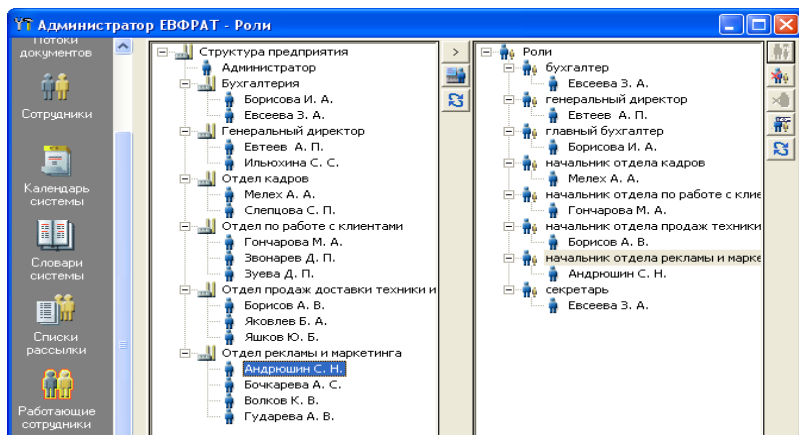 Администратор ЕВФРАТ - Роли
Потоки
документов
Сотрудники
Календарь
системы
Словари
системы
Списки
рассылки
Работающие
сотрудники
Структура предприятия
Администратор
Бухгалтерия
Борисова И. А.
Евсеева З. А.
Генеральный директор
Евтеев А. П.
Ильюхина С. С.
Отдел кадров
Мелех А. А.
Слепцова С. П.
Отдел по работе с клиентами
Гончарова М. А.
Звонарев Д. П.
Зуева Д. П.
Отдел продаж доставки техники и
Борисов А. В.
Яковлев Б. А.
Яшков Ю. Б.
Отдел рекламы и маркетинга
Андрюшин С. Н.
Бочкарева А. С.
Волков К. В.
Гударева А. В.
Роли
бухгалтер
Евсеева З. А.
генеральный директор
Евтеев А. П.
главный бухгалтер
Борисова И. А.
начальник отдела кадров
Мелех А. А.
начальник отдела по работе с клие
Гончарова М. А.
начальник отдела продаж техники
Борисов А. В.
начальник отдела рекламы и марке
Андрюшин С. Н.
секретарь
Евсеева З. А.